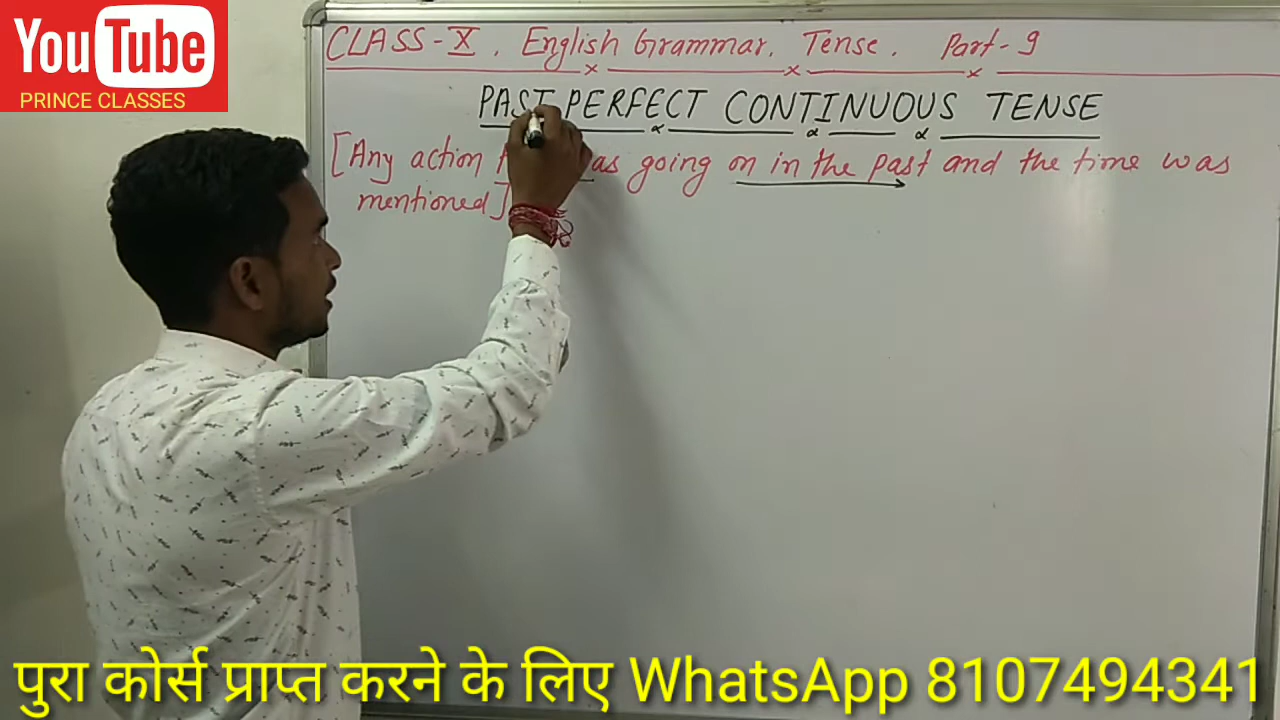 YouTube
PRINCE CLASSES
CLASS-X. English Grammar. Tense. Part-9
PAST PERFECT CONTINUOUS TENSE
[Any action as going on in the past and the time was
mentioned]
पुरा कोर्स प्राप्त करने के लिए WhatsApp 8107494341